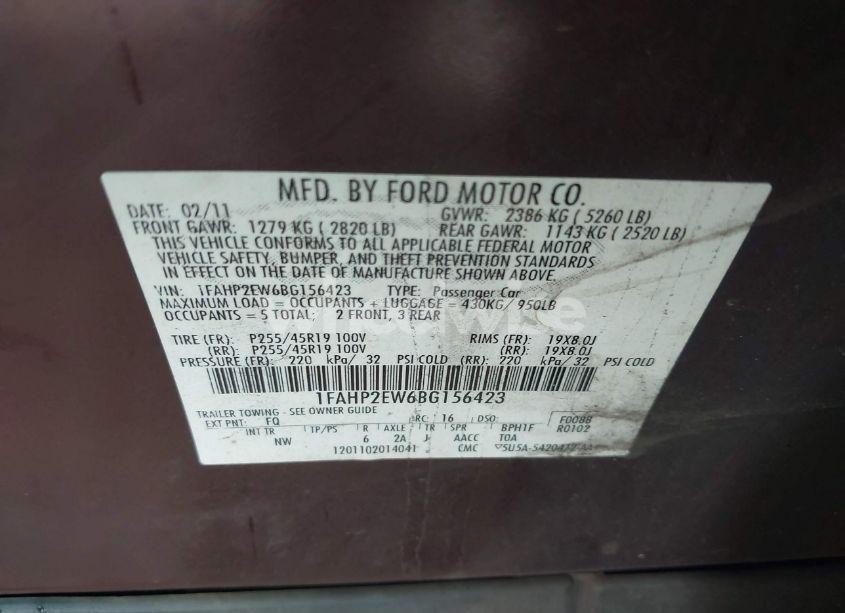 MFD. BY FORD MOTOR CO.
DATE: 02/11 GVWR: 2386 KG ( 5260 LB)
FRONT GAWR: 1279 KG ( 2820 LB) REAR GAWR: 1143 KG ( 2520 LB)
THIS VEHICLE CONFORMS TO ALL APPLICABLE FEDERAL MOTOR
VEHICLE SAFETY, BUMPER, AND THEFT PREVENTION STANDARDS
IN EFFECT ON THE DATE OF MANUFACTURE SHOWN ABOVE.
VIN: 1FAHP2EW6BG156423 TYPE: Passenger Car
MAXIMUM LOAD = OCCUPANTS + LUGGAGE = 430KG/ 950LB
OCCUPANTS = 5 TOTAL: 2 FRONT, 3 REAR
TIRE (FR): P255/45R19 100V RIMS (FR): 19X8.0J
(RR): P255/45R19 100V (RR): 19X8.0J
PRESSURE (FR): 220 kPa/ 32 PSI COLD (RR): 220 kPa/ 32 PSI COLD
1FAHP2EW6BG156423
TRAILER TOWING - SEE OWNER GUIDE
EXT PNT: FQ BRC: 16 DSO: F0088
R0102
INT TR TP/PS R AXLE TR SPR BPH1F
NW 6 2A J AACC TOA
1201102014041 CMC